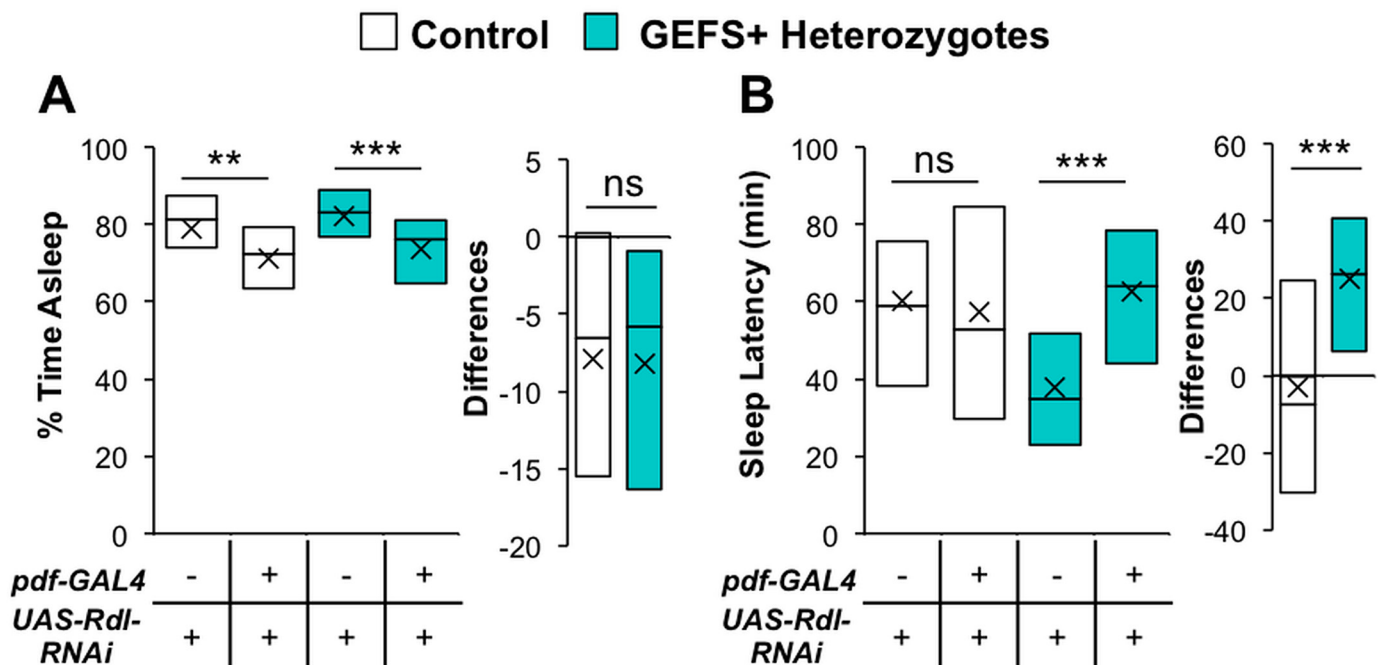 Control GEFS+ Heterozygotes
A
B
% Time Asleep
100
80
60
40
20
0
** ***
Differences
5
0
-5
-10
-15
-20
ns
Sleep Latency (min)
100
80
60
40
20
0
ns ***
Differences
60
40
20
0
-20
-40
***
pdf-GAL4 - + - +
UAS-Rdl-
RNAi + + + +
pdf-GAL4 - + - +
UAS-Rdl-
RNAi + + + +